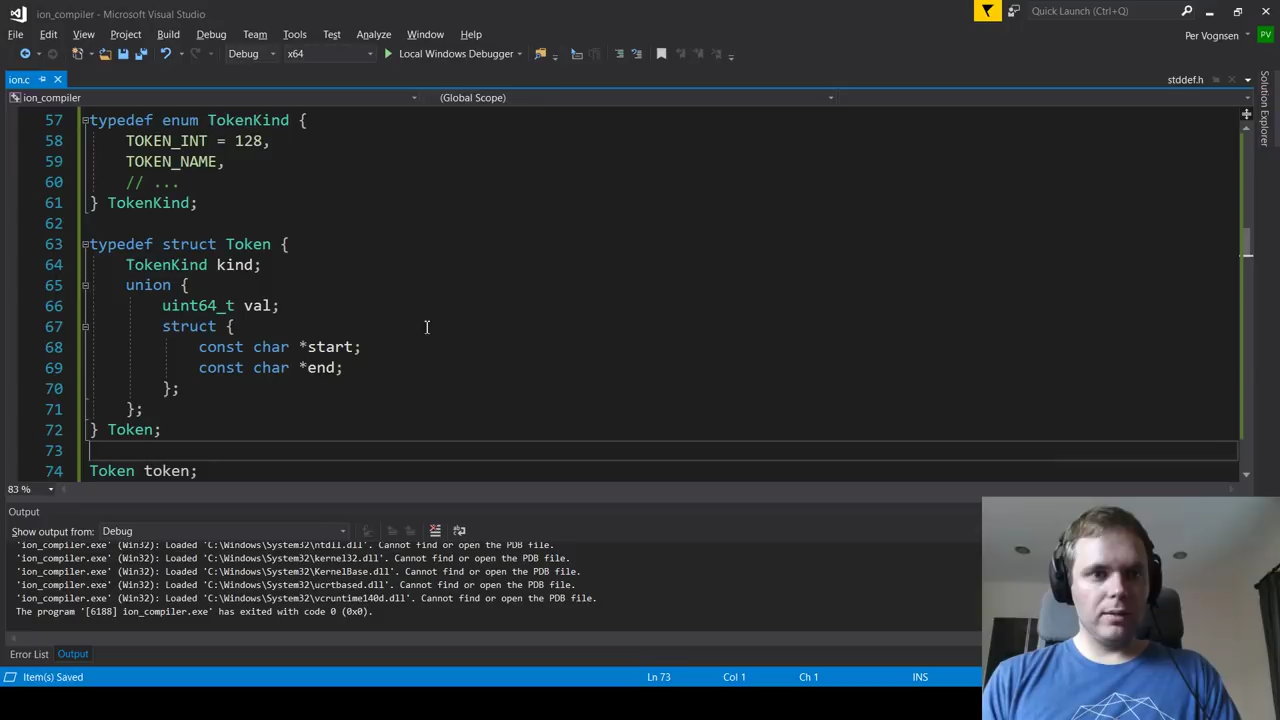 ion_compiler - Microsoft Visual Studio
Quick Launch (Ctrl+Q)
File Edit View Project Build Debug Team Tools Test Analyze Window Help
Per Vognsen PV
Debug x64 Local Windows Debugger
ion.c
stddef.h
ion_compiler (Global Scope)
Solution Explorer
57 typedef enum TokenKind {
58 TOKEN_INT = 128,
59 TOKEN_NAME,
60 // ...
61 } TokenKind;
62
63 typedef struct Token {
64 TokenKind kind;
65 union {
66 uint64_t val;
67 struct {
68 const char *start;
69 const char *end;
70 };
71 };
72 } Token;
73
74 Token token;
83 %
Output
Show output from: Debug
'ion_compiler.exe' (Win32): Loaded 'C:\Windows\System32\ntdll.dll'. Cannot find or open the PDB file.
'ion_compiler.exe' (Win32): Loaded 'C:\Windows\System32\kernel32.dll'. Cannot find or open the PDB file.
'ion_compiler.exe' (Win32): Loaded 'C:\Windows\System32\KernelBase.dll'. Cannot find or open the PDB file.
'ion_compiler.exe' (Win32): Loaded 'C:\Windows\System32\ucrtbased.dll'. Cannot find or open the PDB file.
'ion_compiler.exe' (Win32): Loaded 'C:\Windows\System32\vcruntime140d.dll'. Cannot find or open the PDB file.
The program '[6188] ion_compiler.exe' has exited with code 0 (0x0).
Error List Output
Item(s) Saved Ln 73 Col 1 Ch 1 INS